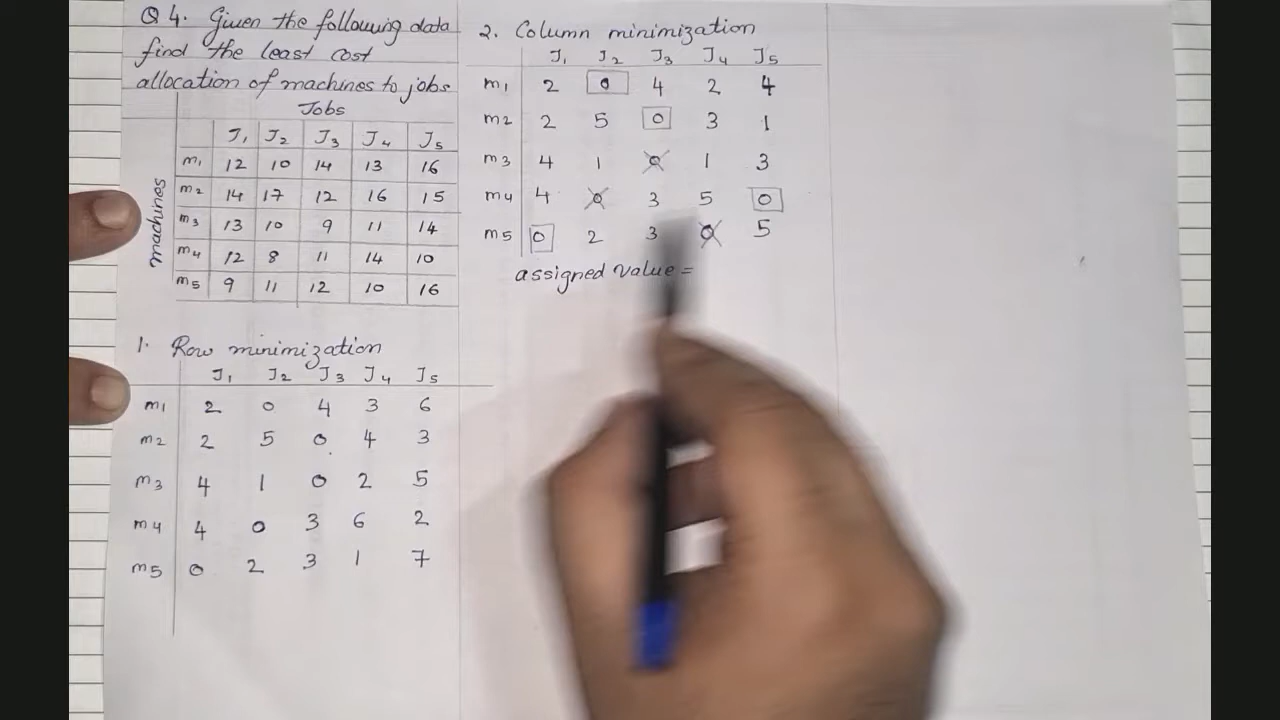 Q 4. Given the following data
find the least cost
allocation of machines to jobs
Jobs
J1 J2 J3 J4 J5
machines
m1 12 10 14 13 16
m2 14 17 12 16 15
m3 13 10 9 11 14
m4 12 8 11 14 10
m5 9 11 12 10 16
1. Row minimization
J1 J2 J3 J4 J5
m1 2 0 4 3 6
m2 2 5 0 4 3
m3 4 1 0 2 5
m4 4 0 3 6 2
m5 0 2 3 1 7
2. Column minimization
J1 J2 J3 J4 J5
m1 2 0 4 2 4
m2 2 5 0 3 1
m3 4 1 0 1 3
m4 4 0 3 5 0
m5 0 2 3 0 5
assigned value =